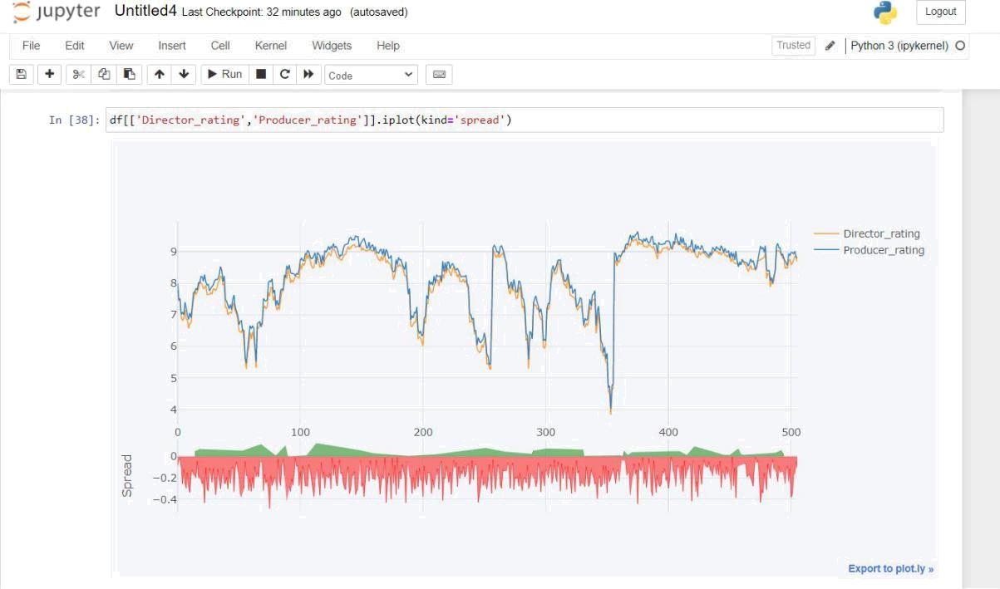 jupyter Untitled4 Last Checkpoint: 32 minutes ago (autosaved) Logout
File Edit View Insert Cell Kernel Widgets Help Trusted Python 3 (ipykernel)
Run Code
In [38]: df[['Director_rating','Producer_rating']].iplot(kind='spread')
Director_rating
Producer_rating
9
8
7
6
5
4
0 100 200 300 400 500
Spread
0
−0.2
−0.4
Export to plot.ly »